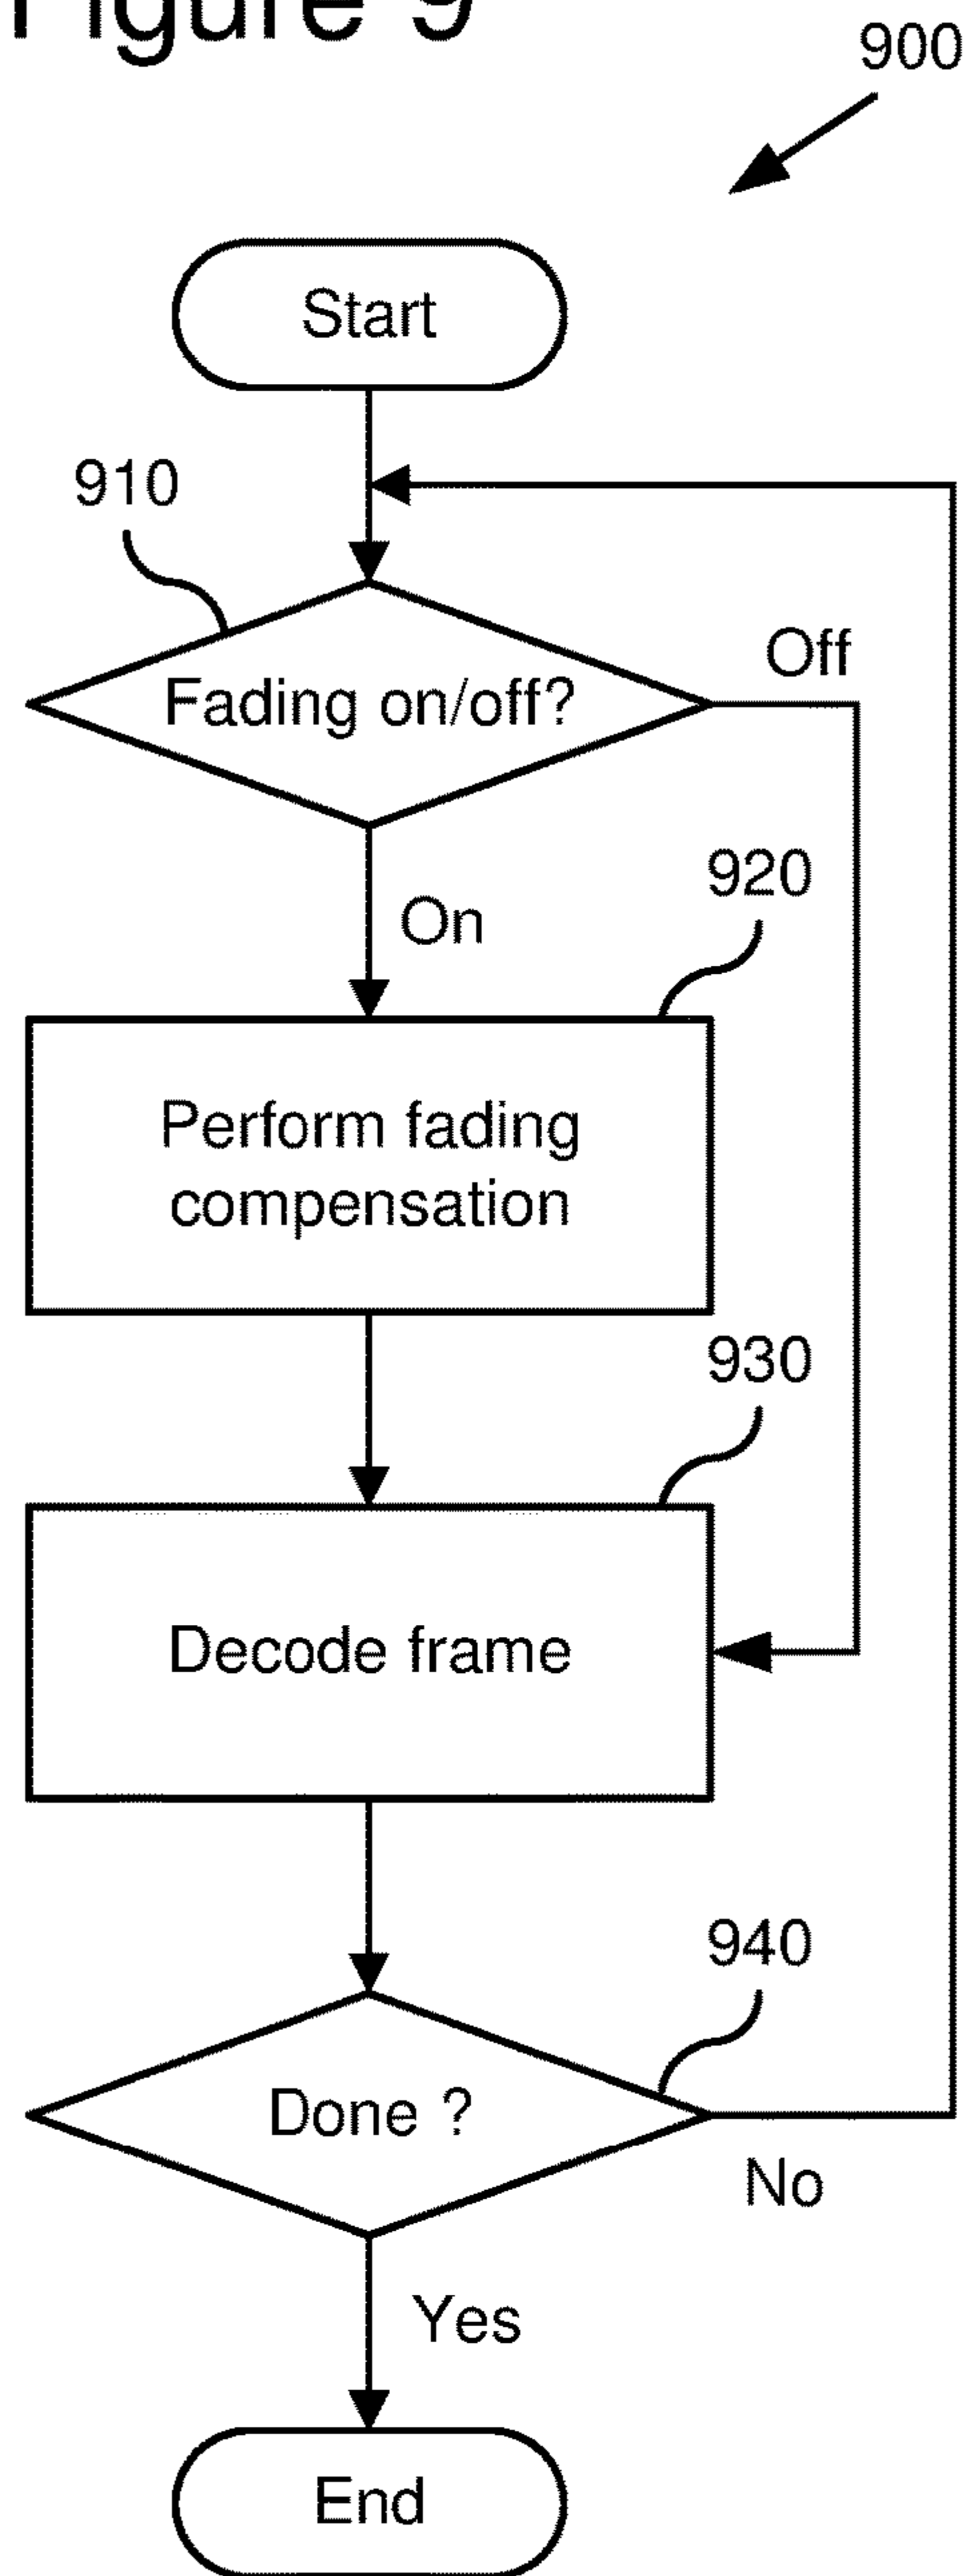 Figure 9
900
Start
910
Fading on/off?
Off
On
920
Perform fading
compensation
930
Decode frame
940
Done ?
No
Yes
End